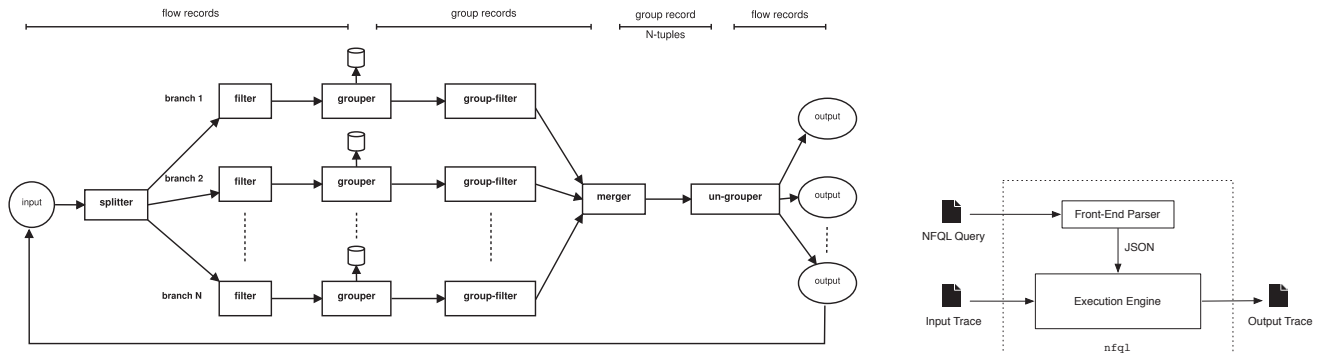 flow records
group records
group record
N-tuples
flow records
branch 1
filter
grouper
group-filter
branch 2
filter
grouper
group-filter
branch N
filter
grouper
group-filter
input
splitter
merger
un-grouper
output
output
output
NFQL Query
Front-End Parser
JSON
Input Trace
Execution Engine
Output Trace
nfql